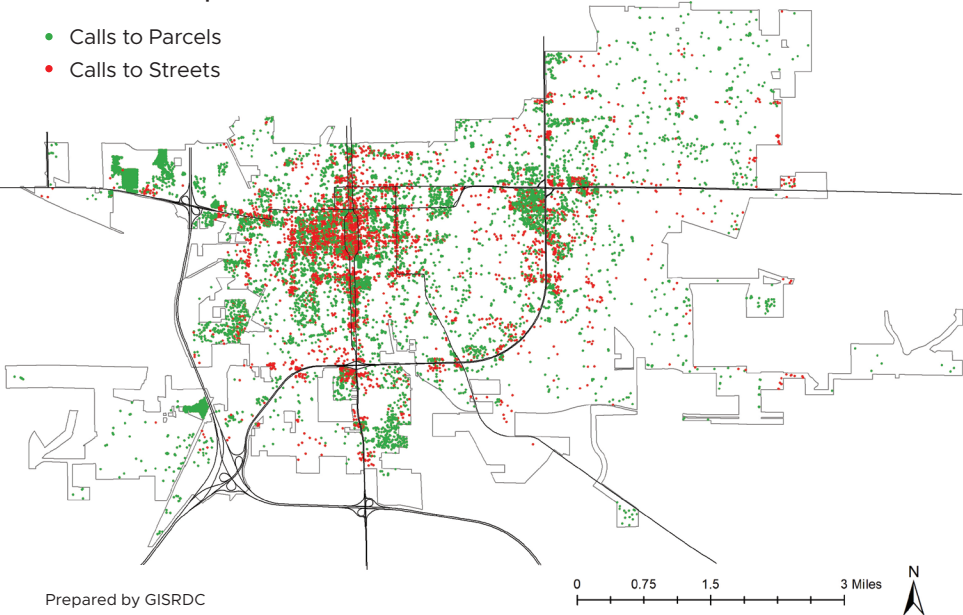 Calls to Parcels
Calls to Streets
N
0 0.75 1.5 3 Miles
Prepared by GISRDC